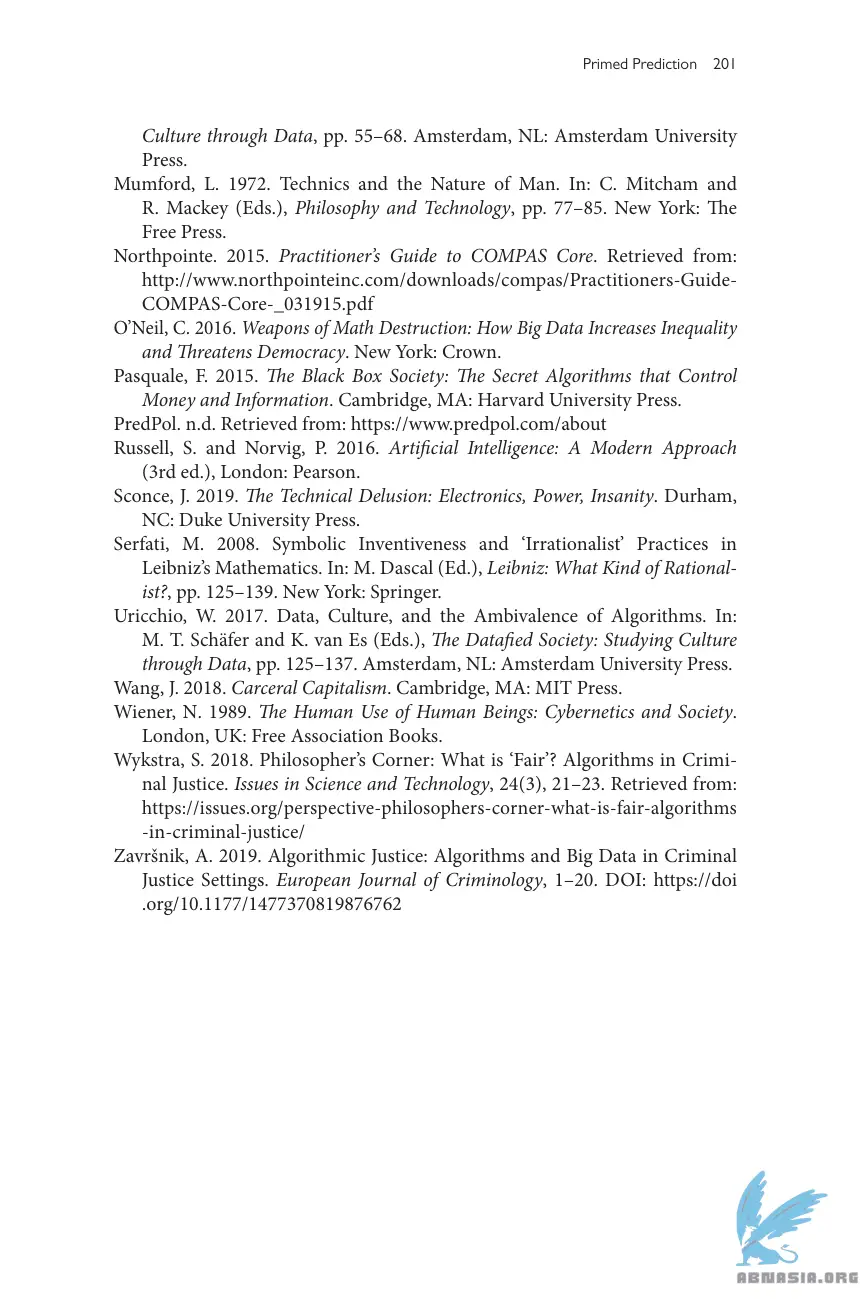 Primed Prediction 201
Culture through Data, pp. 55–68. Amsterdam, NL: Amsterdam University
Press.
Mumford, L. 1972. Technics and the Nature of Man. In: C. Mitcham and
R. Mackey (Eds.), Philosophy and Technology, pp. 77–85. New York: The
Free Press.
Northpointe. 2015. Practitioner’s Guide to COMPAS Core. Retrieved from:
http://www.northpointeinc.com/downloads/compas/Practitioners-Guide-
COMPAS-Core-_031915.pdf
O’Neil, C. 2016. Weapons of Math Destruction: How Big Data Increases Inequality
and Threatens Democracy. New York: Crown.
Pasquale, F. 2015. The Black Box Society: The Secret Algorithms that Control
Money and Information. Cambridge, MA: Harvard University Press.
PredPol. n.d. Retrieved from: https://www.predpol.com/about
Russell, S. and Norvig, P. 2016. Artificial Intelligence: A Modern Approach
(3rd ed.), London: Pearson.
Sconce, J. 2019. The Technical Delusion: Electronics, Power, Insanity. Durham,
NC: Duke University Press.
Serfati, M. 2008. Symbolic Inventiveness and ‘Irrationalist’ Practices in
Leibniz’s Mathematics. In: M. Dascal (Ed.), Leibniz: What Kind of Rational-
ist?, pp. 125–139. New York: Springer.
Uricchio, W. 2017. Data, Culture, and the Ambivalence of Algorithms. In:
M. T. Schäfer and K. van Es (Eds.), The Datafied Society: Studying Culture
through Data, pp. 125–137. Amsterdam, NL: Amsterdam University Press.
Wang, J. 2018. Carceral Capitalism. Cambridge, MA: MIT Press.
Wiener, N. 1989. The Human Use of Human Beings: Cybernetics and Society.
London, UK: Free Association Books.
Wykstra, S. 2018. Philosopher’s Corner: What is ‘Fair’? Algorithms in Crimi-
nal Justice. Issues in Science and Technology, 24(3), 21–23. Retrieved from:
https://issues.org/perspective-philosophers-corner-what-is-fair-algorithms
-in-criminal-justice/
Završnik, A. 2019. Algorithmic Justice: Algorithms and Big Data in Criminal
Justice Settings. European Journal of Criminology, 1–20. DOI: https://doi
.org/10.1177/1477370819876762
ABNASIA.ORG